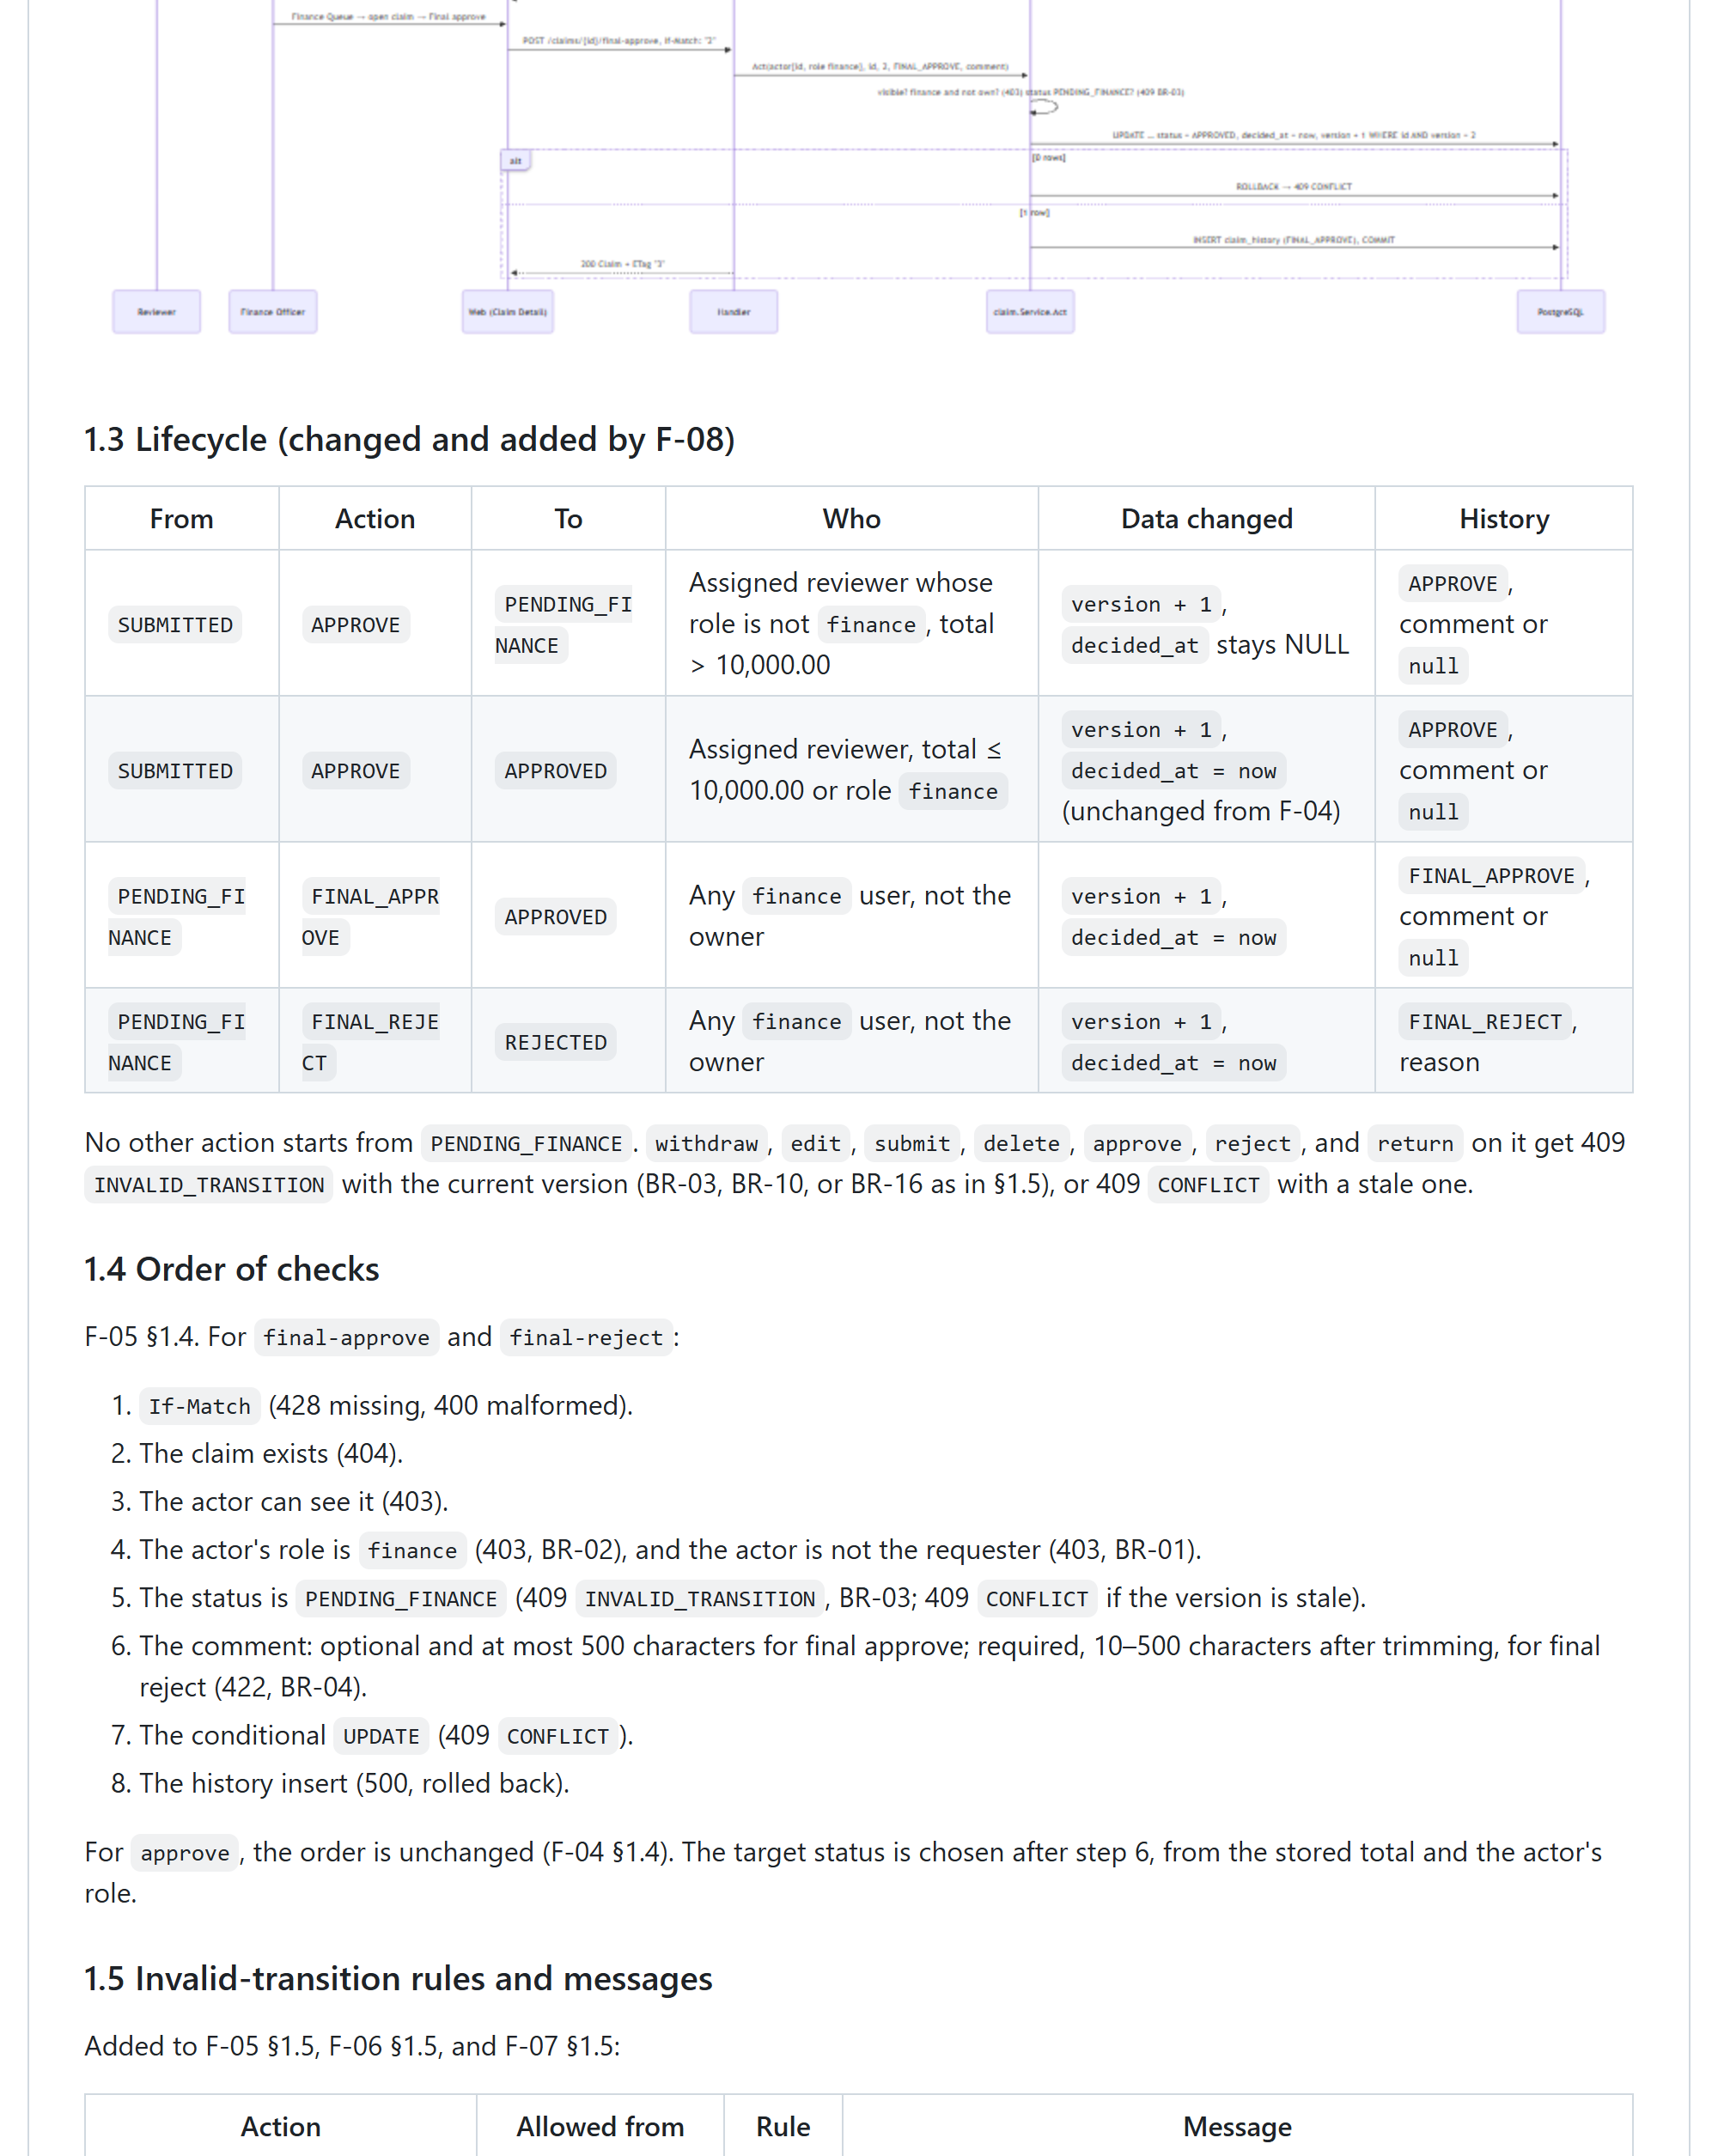 Finance Queue → open claim → Final approve
POST /claims/{id}/final-approve, If-Match: "2"
Act(actor{id, role finance}, id, 2, FINAL_APPROVE, comment)
visible? finance and not own? (403) status PENDING_FINANCE? (409 BR-03)
UPDATE ... status = APPROVED, decided_at = now, version + 1 WHERE id AND version = 2
alt
[0 rows]
ROLLBACK → 409 CONFLICT
[1 row]
INSERT claim_history (FINAL_APPROVE), COMMIT
200 Claim + ETag "3"
Reviewer
Finance Officer
Web (Claim Detail)
Handler
claim.Service.Act
PostgreSQL
1.3 Lifecycle (changed and added by F-08)
From Action To Who Data changed History
SUBMITTED APPROVE PENDING_FI
NANCE Assigned reviewer whose
role is not finance, total
> 10,000.00 version + 1,
decided_at stays NULL APPROVE,
comment or
null
SUBMITTED APPROVE APPROVED Assigned reviewer, total ≤
10,000.00 or role finance version + 1,
decided_at = now
(unchanged from F-04) APPROVE,
comment or
null
PENDING_FI
NANCE FINAL_APPR
OVE APPROVED Any finance user, not the
owner version + 1,
decided_at = now FINAL_APPROVE,
comment or
null
PENDING_FI
NANCE FINAL_REJE
CT REJECTED Any finance user, not the
owner version + 1,
decided_at = now FINAL_REJECT,
reason
No other action starts from PENDING_FINANCE. withdraw, edit, submit, delete, approve, reject, and return on it get 409
INVALID_TRANSITION with the current version (BR-03, BR-10, or BR-16 as in §1.5), or 409 CONFLICT with a stale one.
1.4 Order of checks
F-05 §1.4. For final-approve and final-reject:
1. If-Match (428 missing, 400 malformed).
2. The claim exists (404).
3. The actor can see it (403).
4. The actor's role is finance (403, BR-02), and the actor is not the requester (403, BR-01).
5. The status is PENDING_FINANCE (409 INVALID_TRANSITION, BR-03; 409 CONFLICT if the version is stale).
6. The comment: optional and at most 500 characters for final approve; required, 10–500 characters after trimming, for final
reject (422, BR-04).
7. The conditional UPDATE (409 CONFLICT).
8. The history insert (500, rolled back).
For approve, the order is unchanged (F-04 §1.4). The target status is chosen after step 6, from the stored total and the actor's
role.
1.5 Invalid-transition rules and messages
Added to F-05 §1.5, F-06 §1.5, and F-07 §1.5:
Action Allowed from Rule Message